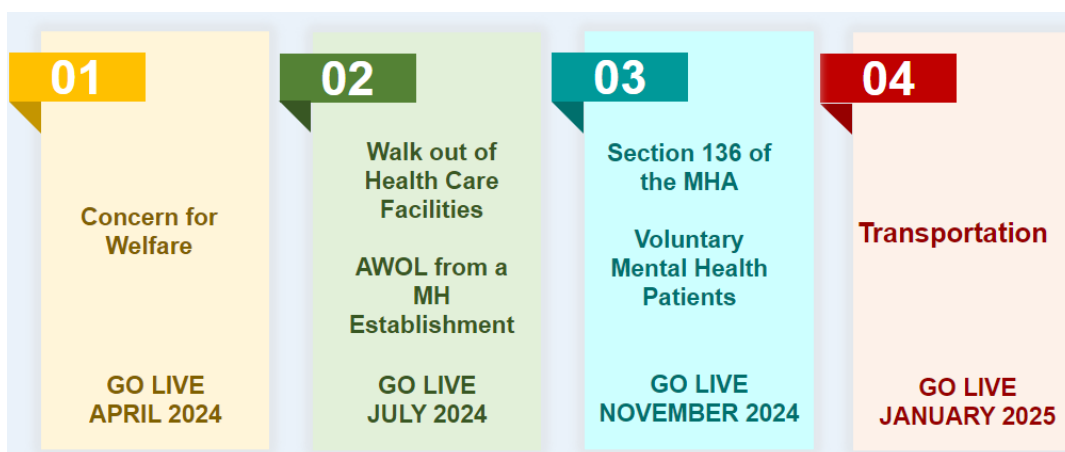 01
Concern for
Welfare
GO LIVE
APRIL 2024
02
Walk out of
Health Care
Facilities
AWOL from a
MH
Establishment
GO LIVE
JULY 2024
03
Section 136 of
the MHA
Voluntary
Mental Health
Patients
GO LIVE
NOVEMBER 2024
04
Transportation
GO LIVE
JANUARY 2025